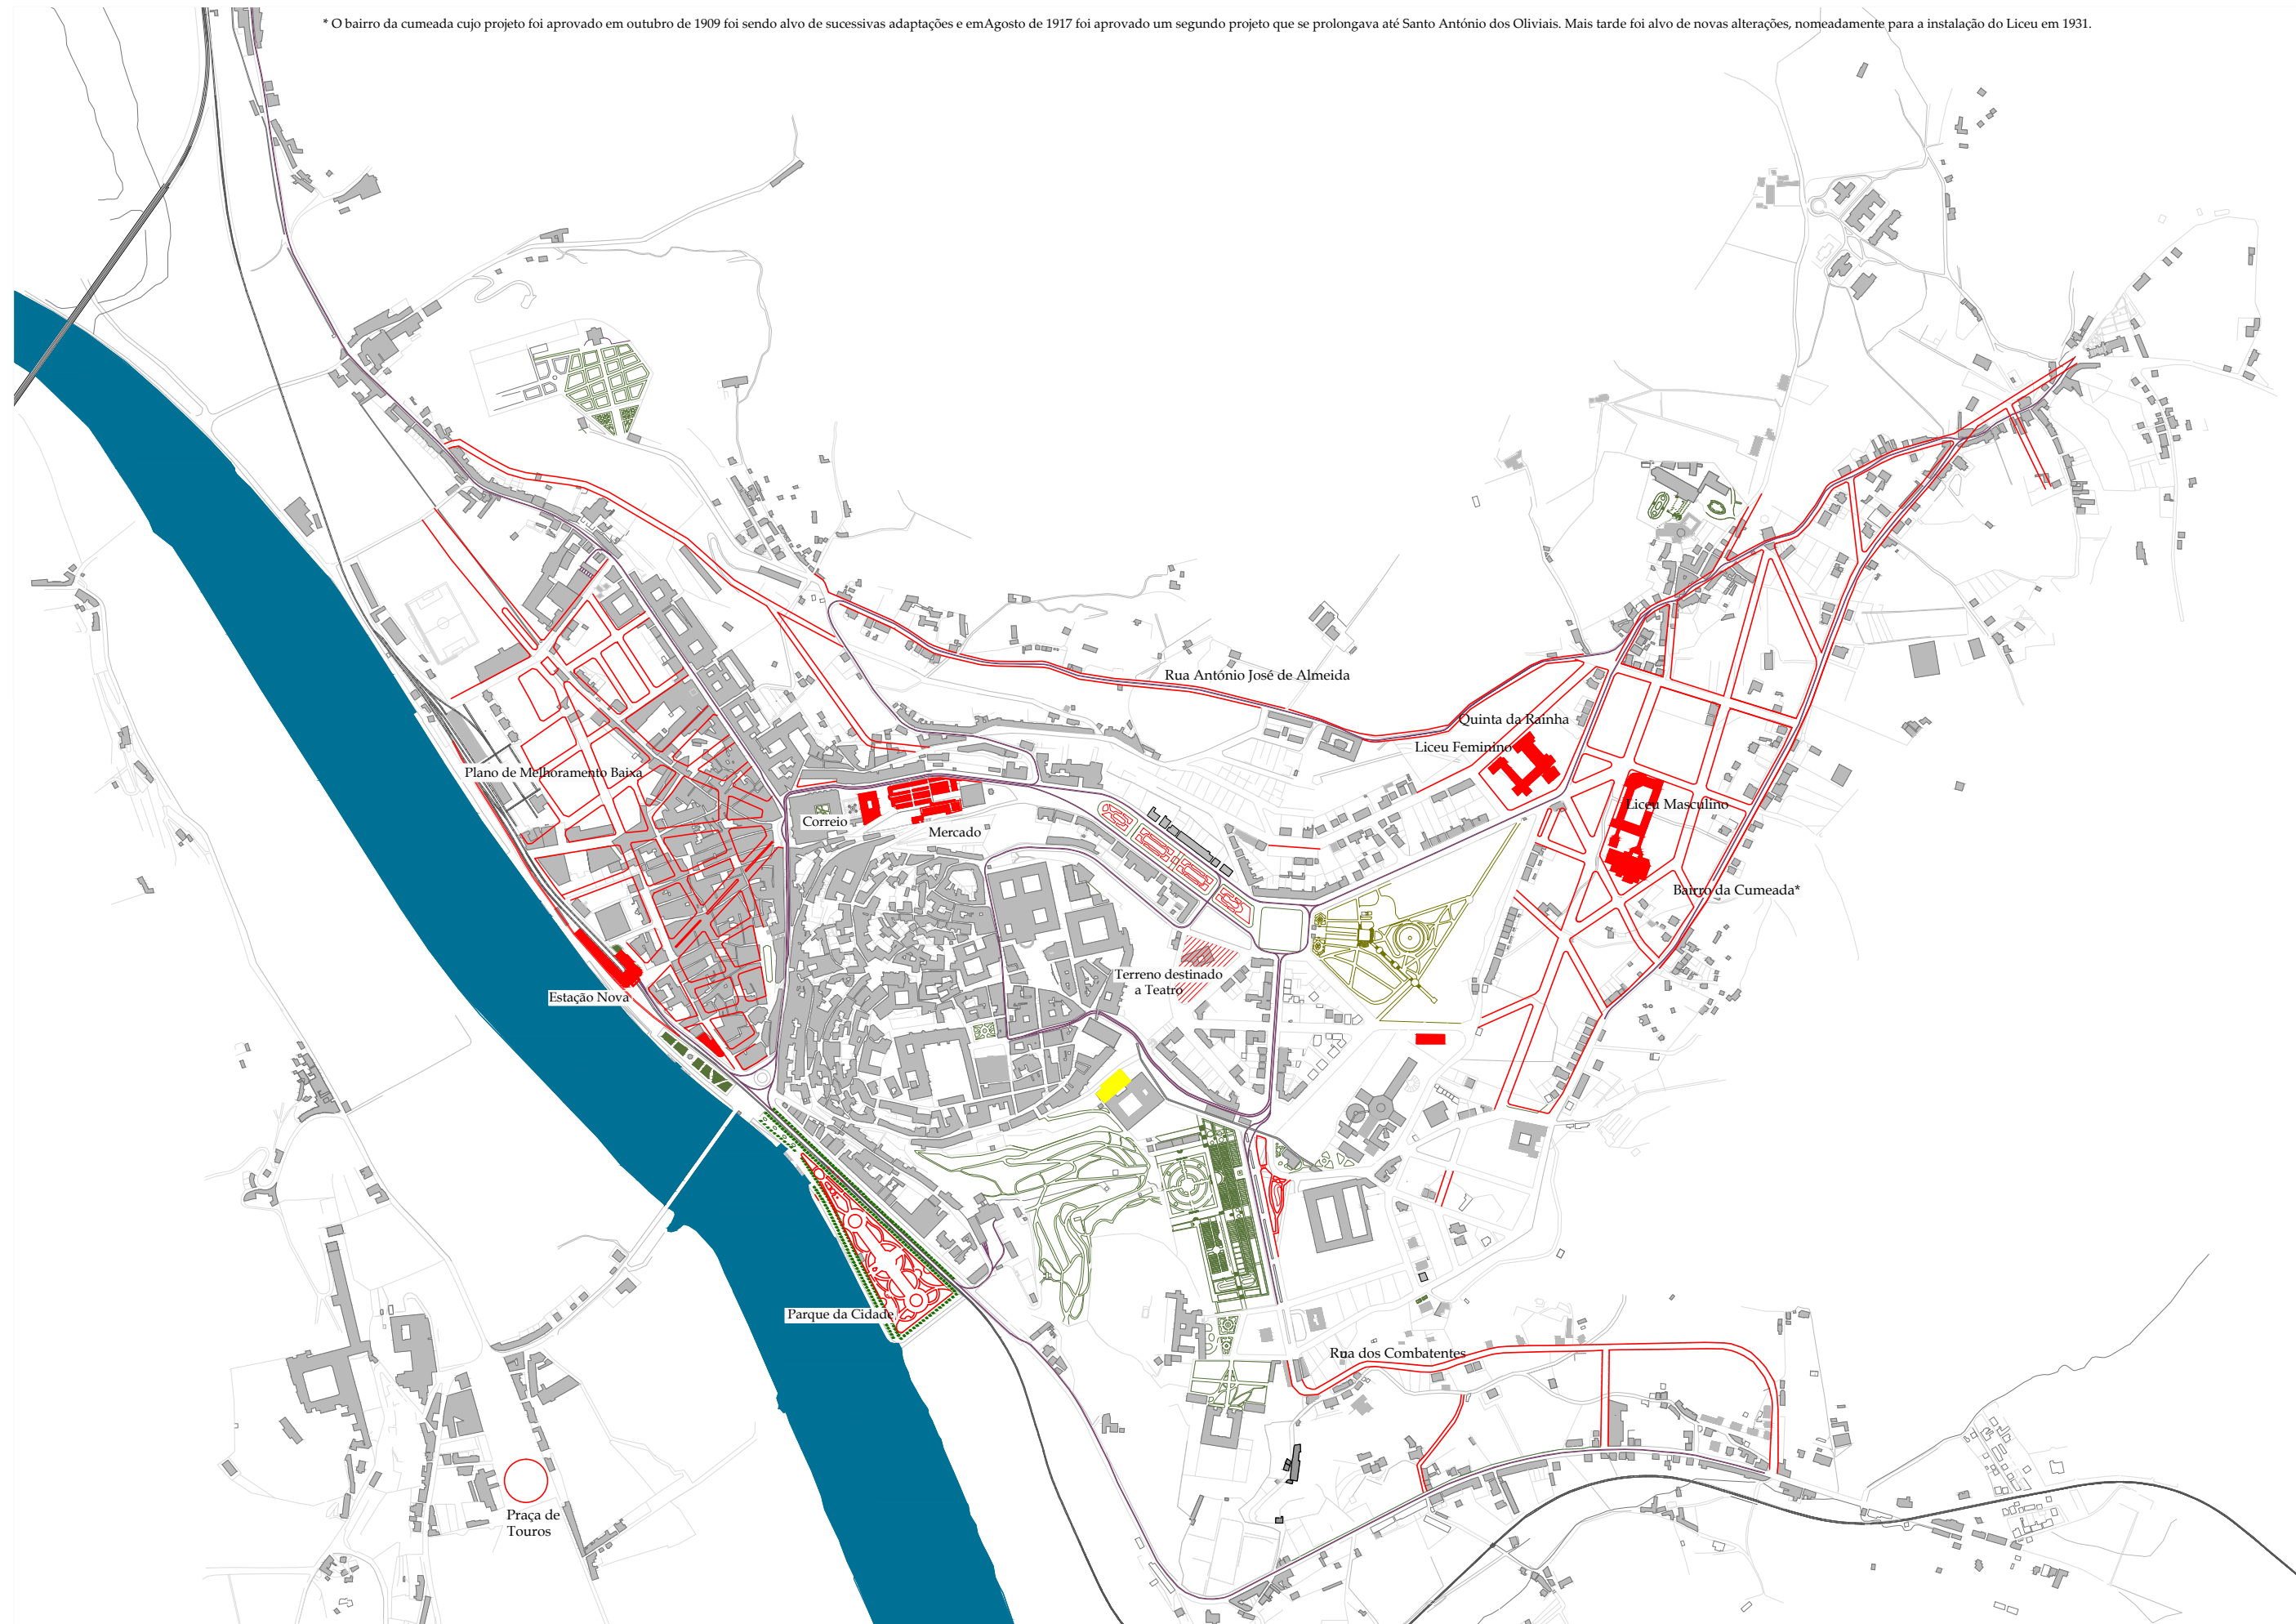 * O bairro da cumeada cujo projeto foi aprovado em outubro de 1909 foi sendo alvo de sucessivas adaptações e emAgosto de 1917 foi aprovado um segundo projeto que se prolongava até Santo António dos Oliviais. Mais tarde foi alvo de novas alterações, nomeadamente para a instalação do Liceu em 1931.
Rua António José de Almeida
Quinta da Rainha
Liceu Feminino
Plano de Melhoramento Baixa
Liceu Masculino
Correio
Mercado
Bairro da Cumeada*
Terreno destinado
a Teatro
Estação Nova
Parque da Cidade
Rua dos Combatentes
Praça de
Touros